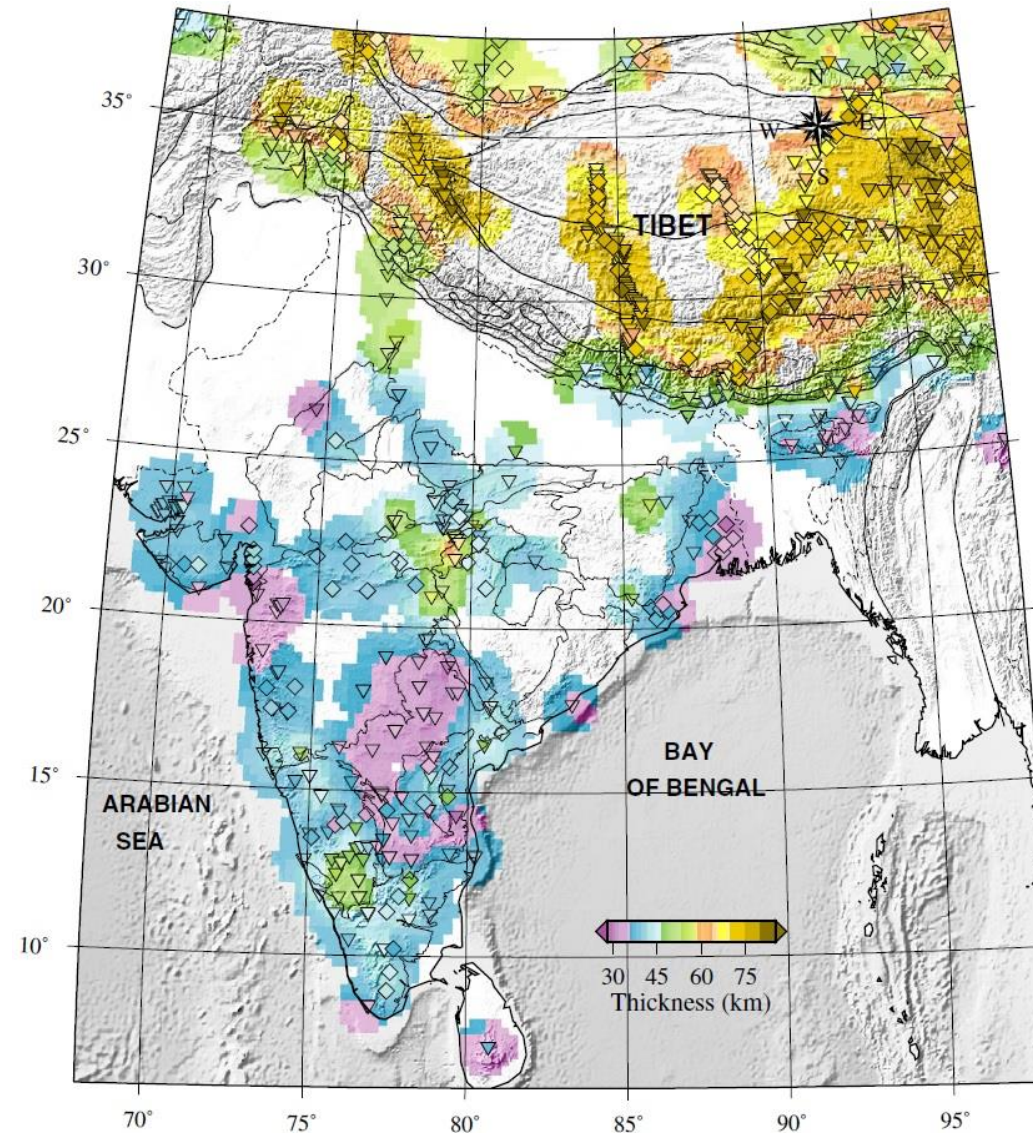 35°
N
W E
S
TIBET
30°
25°
20°
BAY
OF BENGAL
15°
ARABIAN
SEA
10°
30 45 60 75
Thickness (km)
70° 75° 80° 85° 90° 95°